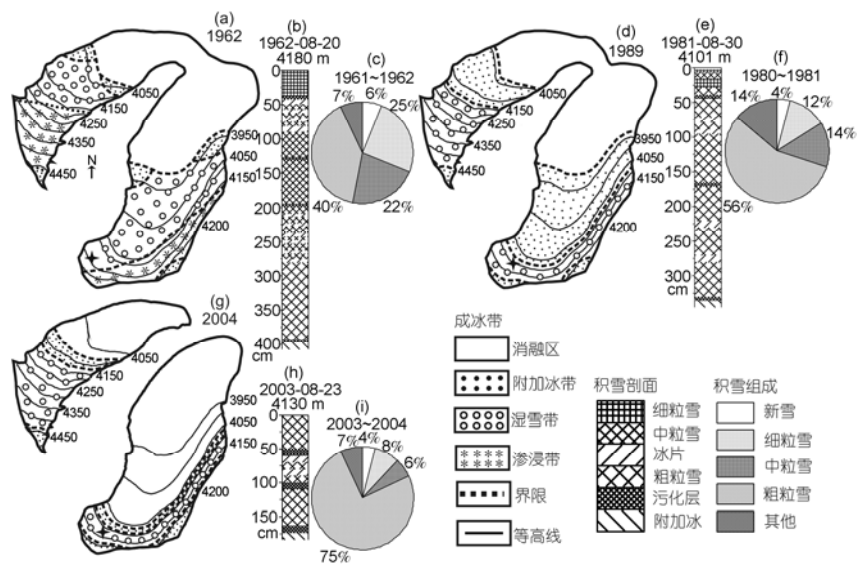 (a)
1962
4050
4150
4250
4350
N
4450
3950
4050
4150
4200
(b)
1962-08-20
4180 m
0
50
100
150
200
250
300
350
400
cm
(c)
1961~1962
7%
6%
25%
40%
22%
(d)
1989
4050
4150
4250
4350
4450
3950
4050
4150
4200
(e)
1981-08-30
4101 m
0
50
100
150
200
250
300
cm
(f)
1980~1981
14%
4%
12%
14%
56%
(g)
2004
4050
4150
4250
4350
4450
3950
4050
4150
4200
(h)
2003-08-23
4130 m
0
50
100
150
cm
(i)
2003~2004
7%
4%
8%
6%
75%
成冰带
消融区
附加冰带
湿雪带
渗浸带
界限
等高线
积雪剖面
细粒雪
中粒雪
冰片
粗粒雪
污化层
附加冰
积雪组成
新雪
细粒雪
中粒雪
粗粒雪
其他